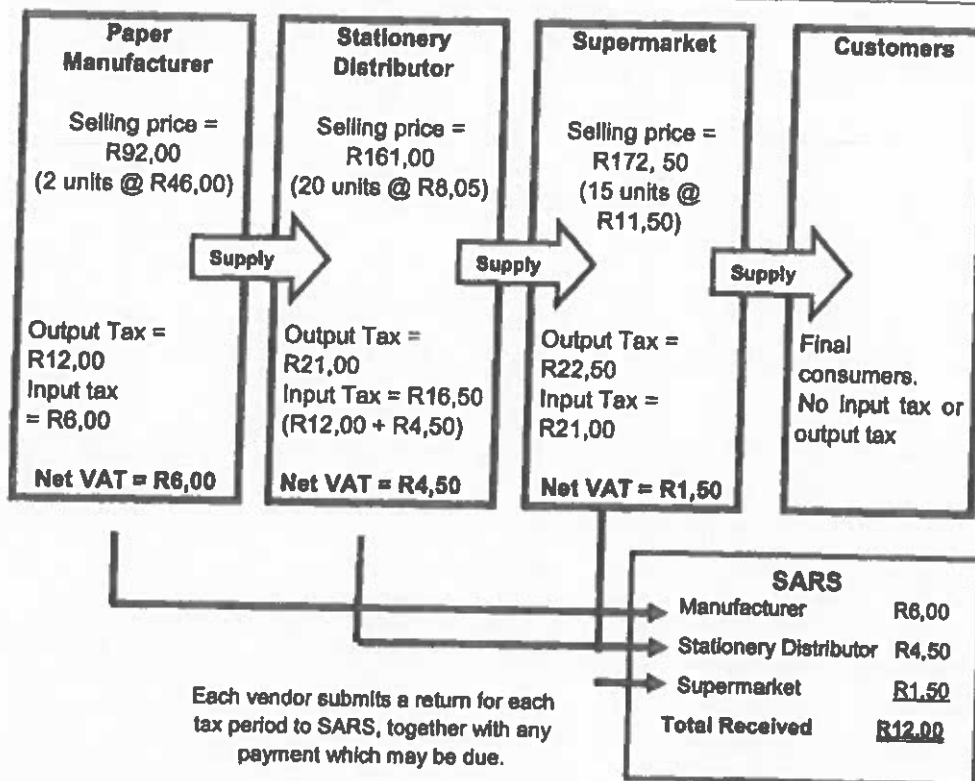 Paper
Manufacturer
Selling price =
R92,00
(2 units @ R46,00)
Supply
Output Tax =
R12,00
Input tax
= R6,00
Net VAT = R6,00
Stationery
Distributor
Selling price =
R161,00
(20 units @ R8,05)
Supply
Output Tax =
R21,00
Input Tax = R16,50
(R12,00 + R4,50)
Net VAT = R4,50
Supermarket
Selling price =
R172, 50
(15 units @
R11,50)
Supply
Output Tax =
R22,50
Input Tax =
R21,00
Net VAT = R1,50
Customers
Final
consumers.
No input tax or
output tax
SARS
Manufacturer R6,00
Stationery Distributor R4,50
Supermarket R1.50
Total Received R12.00
Each vendor submits a return for each
tax period to SARS, together with any
payment which may be due.